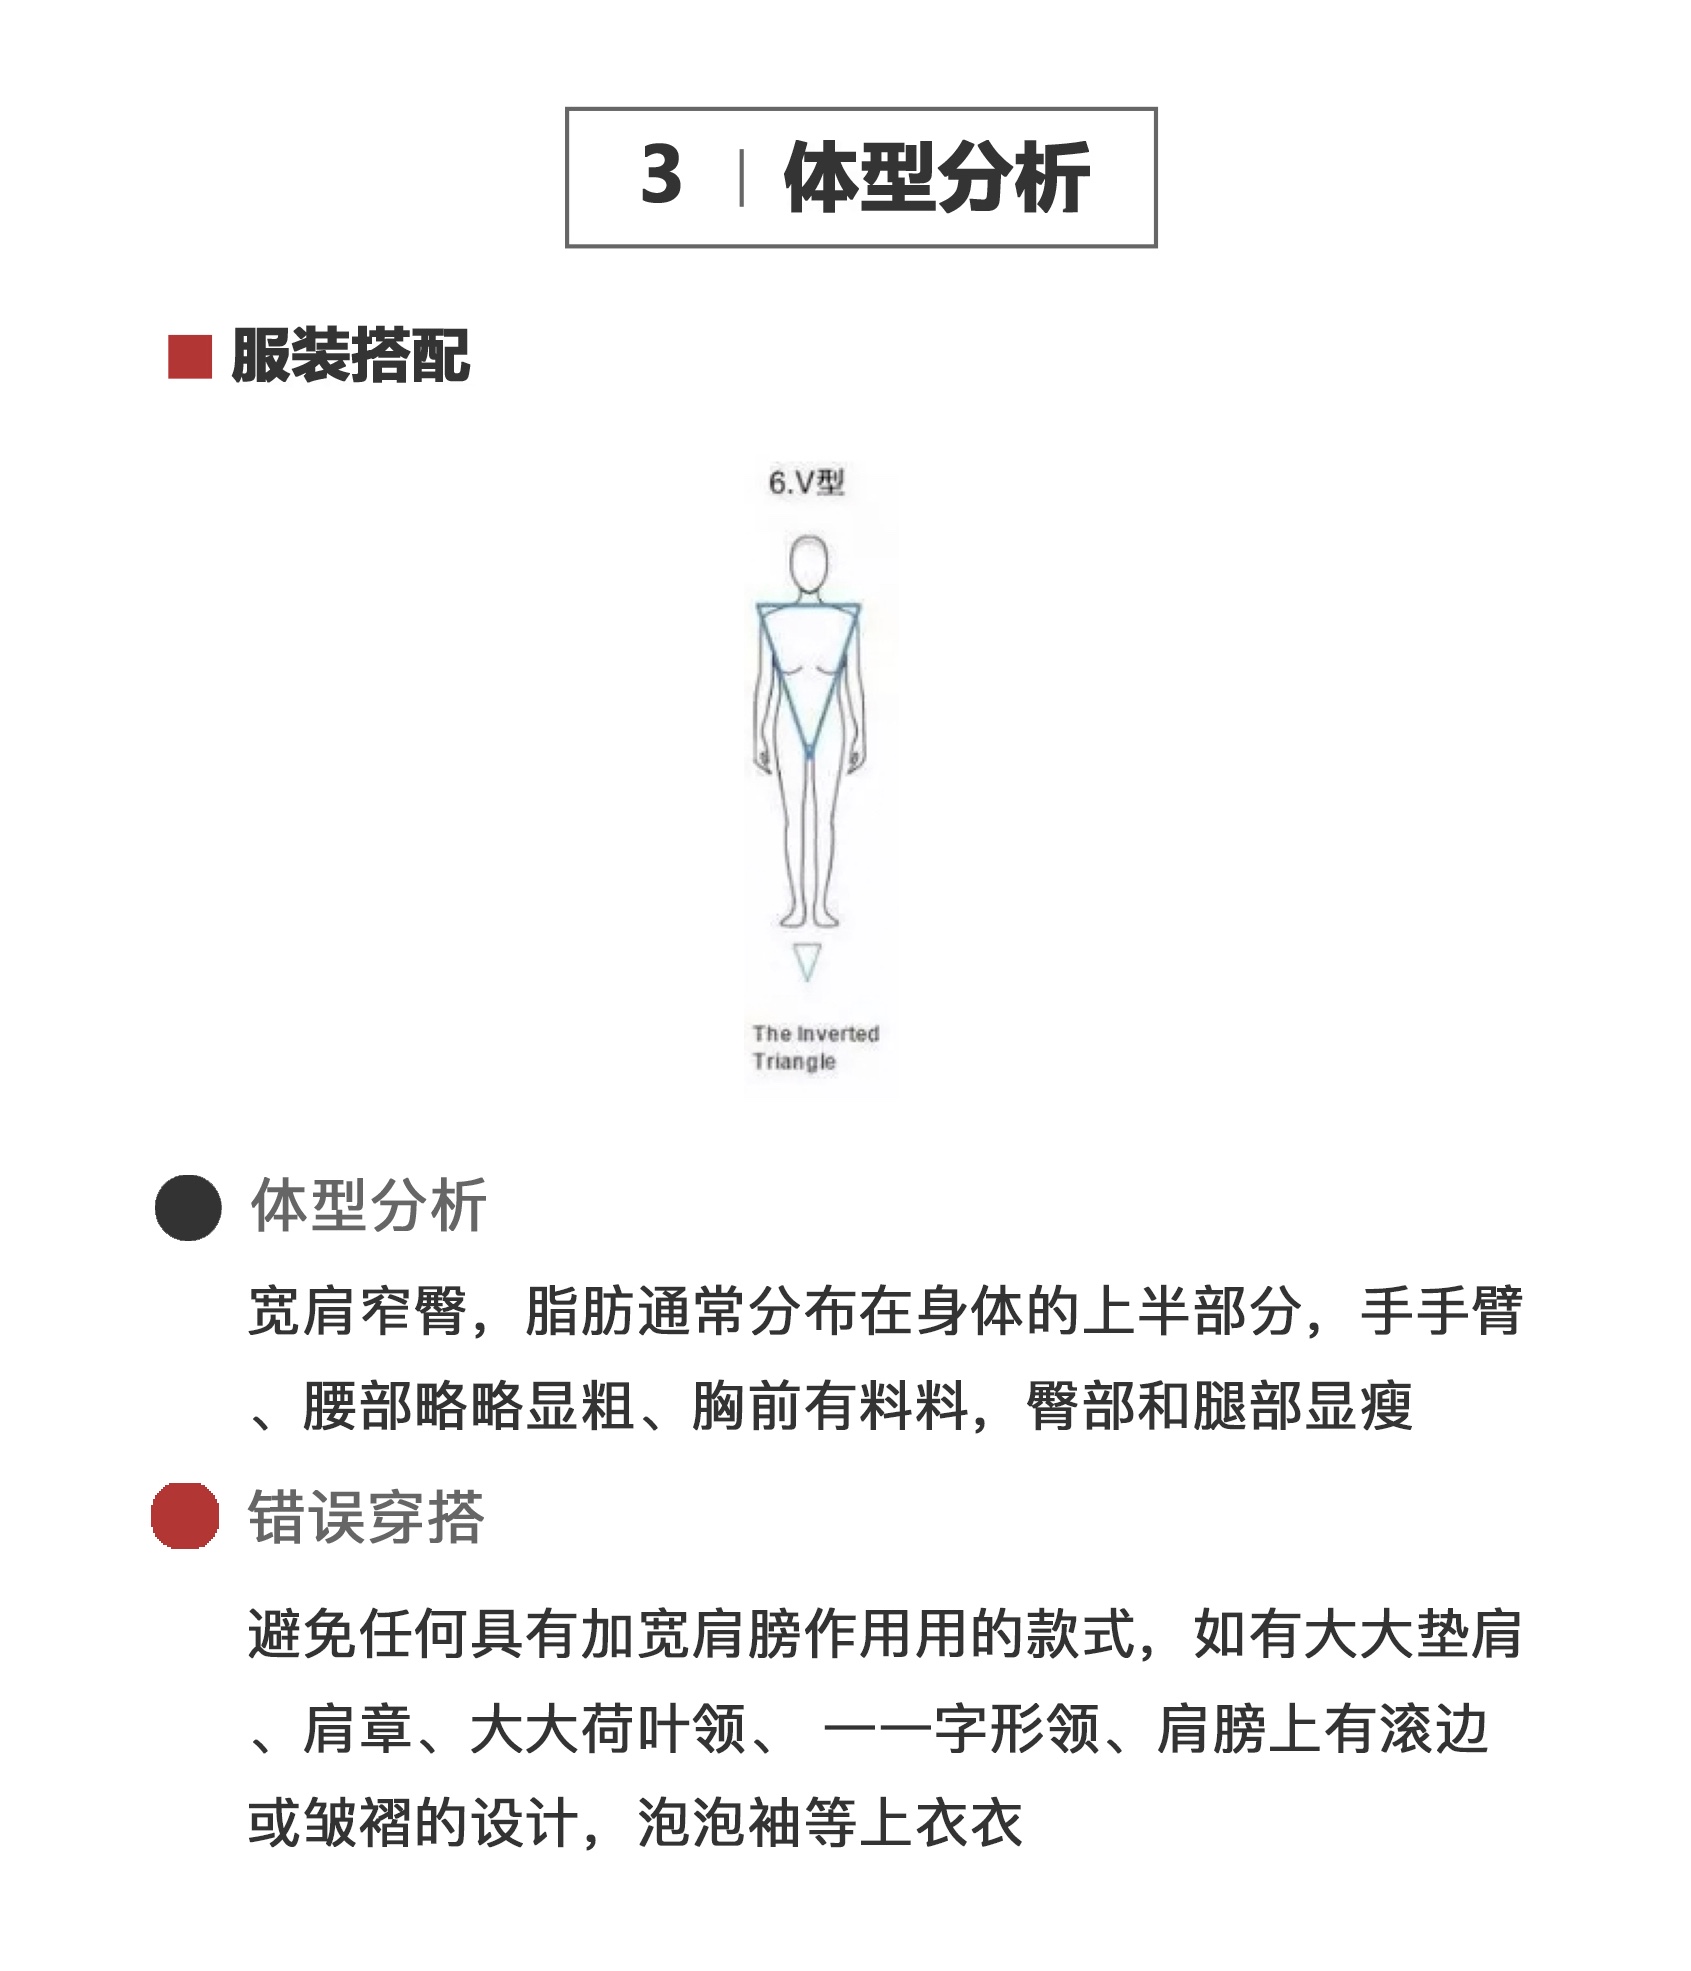 3 | 体型分析
服装搭配
6.V型
The Inverted
Triangle
体型分析
宽肩窄臀，脂肪通常分布在身体的上半部分，手手臂
、腰部略略显粗、胸前有料料，臀部和腿部显瘦
错误穿搭
避免任何具有加宽肩膀作用用的款式，如有大大垫肩
、肩章、大大荷叶领、 一一字形领、肩膀上有滚边
或皱褶的设计，泡泡袖等上衣衣